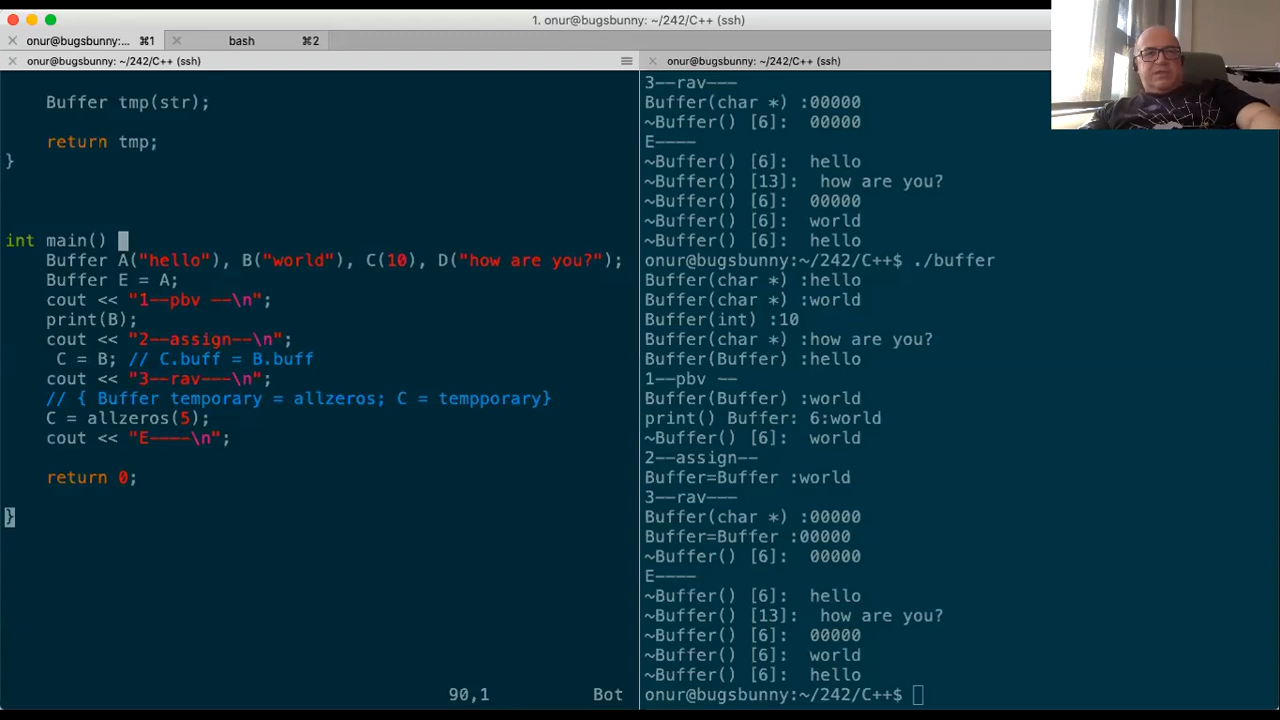 1. onur@bugsbunny: ~/242/C++ (ssh)
onur@bugsbunny:... ⌘1
bash ⌘2
onur@bugsbunny: ~/242/C++ (ssh)
Buffer tmp(str);
return tmp;
}
int main()
Buffer A("hello"), B("world"), C(10), D("how are you?");
Buffer E = A;
cout << "1--pbv --\n";
print(B);
cout << "2--assign--\n";
C = B; // C.buff = B.buff
cout << "3--rav---\n";
// { Buffer temporary = allzeros; C = tempporary}
C = allzeros(5);
cout << "E----\n";
return 0;
}
90,1 Bot
onur@bugsbunny: ~/242/C++ (ssh)
3--rav---
Buffer(char *) :00000
~Buffer() [6]: 00000
E----
~Buffer() [6]: hello
~Buffer() [13]: how are you?
~Buffer() [6]: 00000
~Buffer() [6]: world
~Buffer() [6]: hello
onur@bugsbunny:~/242/C++$ ./buffer
Buffer(char *) :hello
Buffer(char *) :world
Buffer(int) :10
Buffer(char *) :how are you?
Buffer(Buffer) :hello
1--pbv --
Buffer(Buffer) :world
print() Buffer: 6:world
~Buffer() [6]: world
2--assign--
Buffer=Buffer :world
3--rav---
Buffer(char *) :00000
Buffer=Buffer :00000
~Buffer() [6]: 00000
E----
~Buffer() [6]: hello
~Buffer() [13]: how are you?
~Buffer() [6]: 00000
~Buffer() [6]: world
~Buffer() [6]: hello
onur@bugsbunny:~/242/C++$